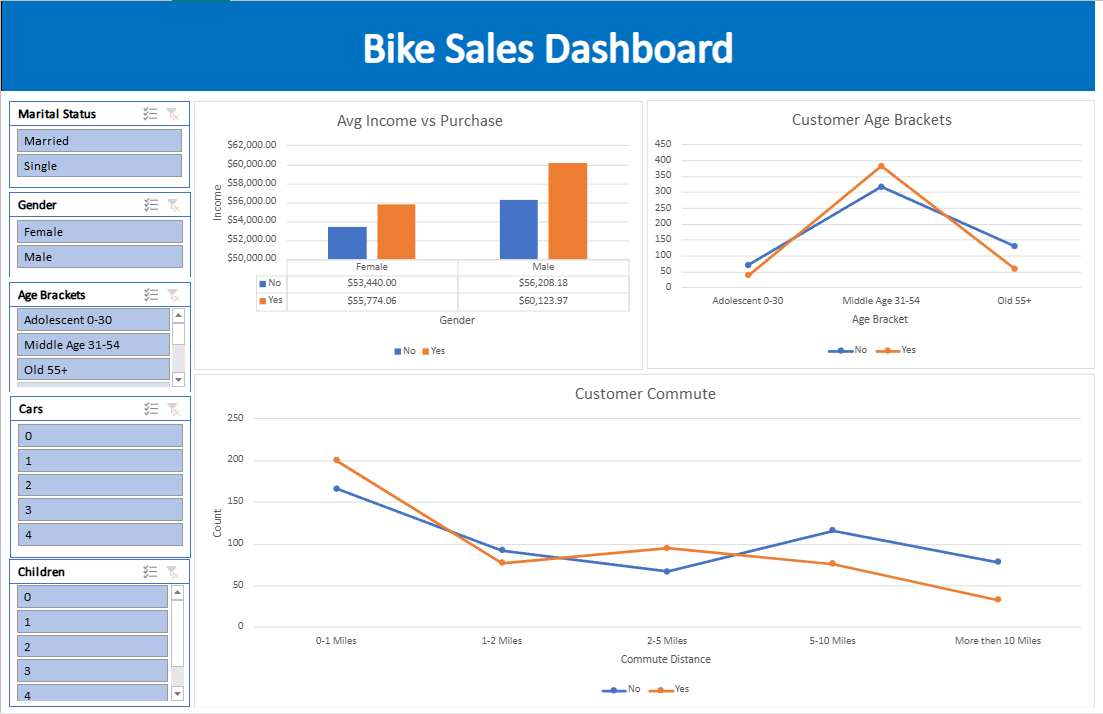 Bike Sales Dashboard
Marital Status
Married
Single
Gender
Female
Male
Age Brackets
Adolescent 0-30
Middle Age 31-54
Old 55+
Cars
0
1
2
3
4
Children
0
1
2
3
4
Avg Income vs Purchase
$62,000.00
$60,000.00
$58,000.00
$56,000.00
$54,000.00
$52,000.00
$50,000.00
Income
Female Male
No $53,440.00 $56,208.18
Yes $55,774.06 $60,123.97
Gender
No Yes
Customer Age Brackets
450
400
350
300
250
200
150
100
50
0
Adolescent 0-30 Middle Age 31-54 Old 55+
Age Bracket
No Yes
Customer Commute
250
200
150
100
50
0
Count
0-1 Miles 1-2 Miles 2-5 Miles 5-10 Miles More then 10 Miles
Commute Distance
No Yes